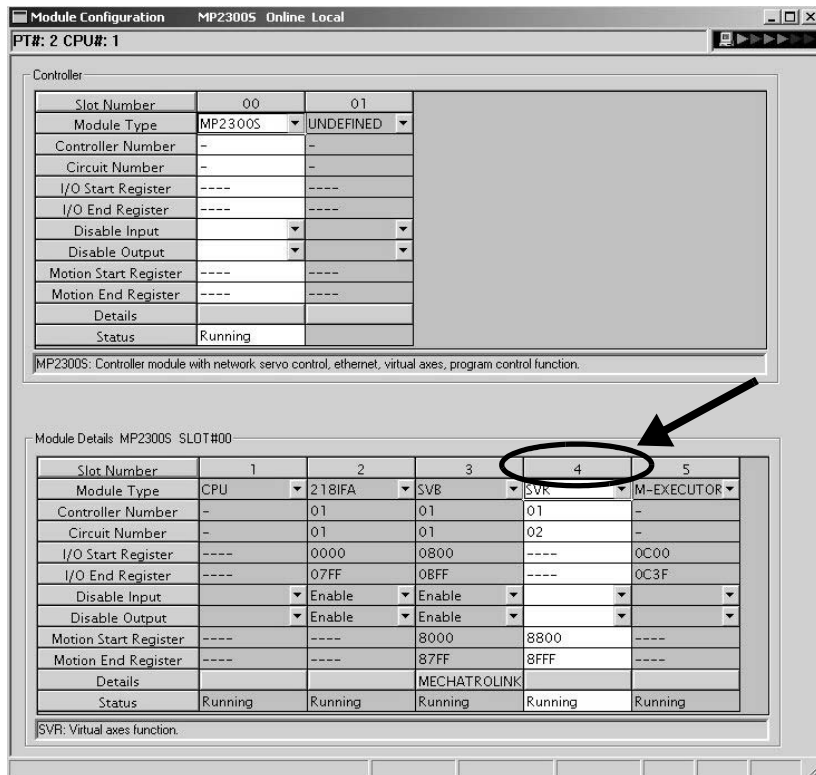 Module Configuration MP2300S Online Local
PT#: 2 CPU#: 1
Controller
Slot Number 00 01
Module Type MP2300S UNDEFINED
Controller Number - -
Circuit Number - -
I/O Start Register ---- ----
I/O End Register ---- ----
Disable Input
Disable Output
Motion Start Register ---- ----
Motion End Register ---- ----
Details
Status Running
MP2300S: Controller module with network servo control, ethernet, virtual axes, program control function.
Module Details MP2300S SLOT#00
Slot Number 1 2 3 4 5
Module Type CPU 218IFA SVB SVR M-EXECUTOR
Controller Number - 01 01 01 -
Circuit Number - 01 01 02 -
I/O Start Register ---- 0000 0800 ---- 0C00
I/O End Register ---- 07FF 0BFF ---- 0C3F
Disable Input Enable Enable
Disable Output Enable Enable
Motion Start Register ---- ---- 8000 8800 ----
Motion End Register ---- ---- 87FF 8FFF ----
Details MECHATROLINK
Status Running Running Running Running Running
SVR: Virtual axes function.